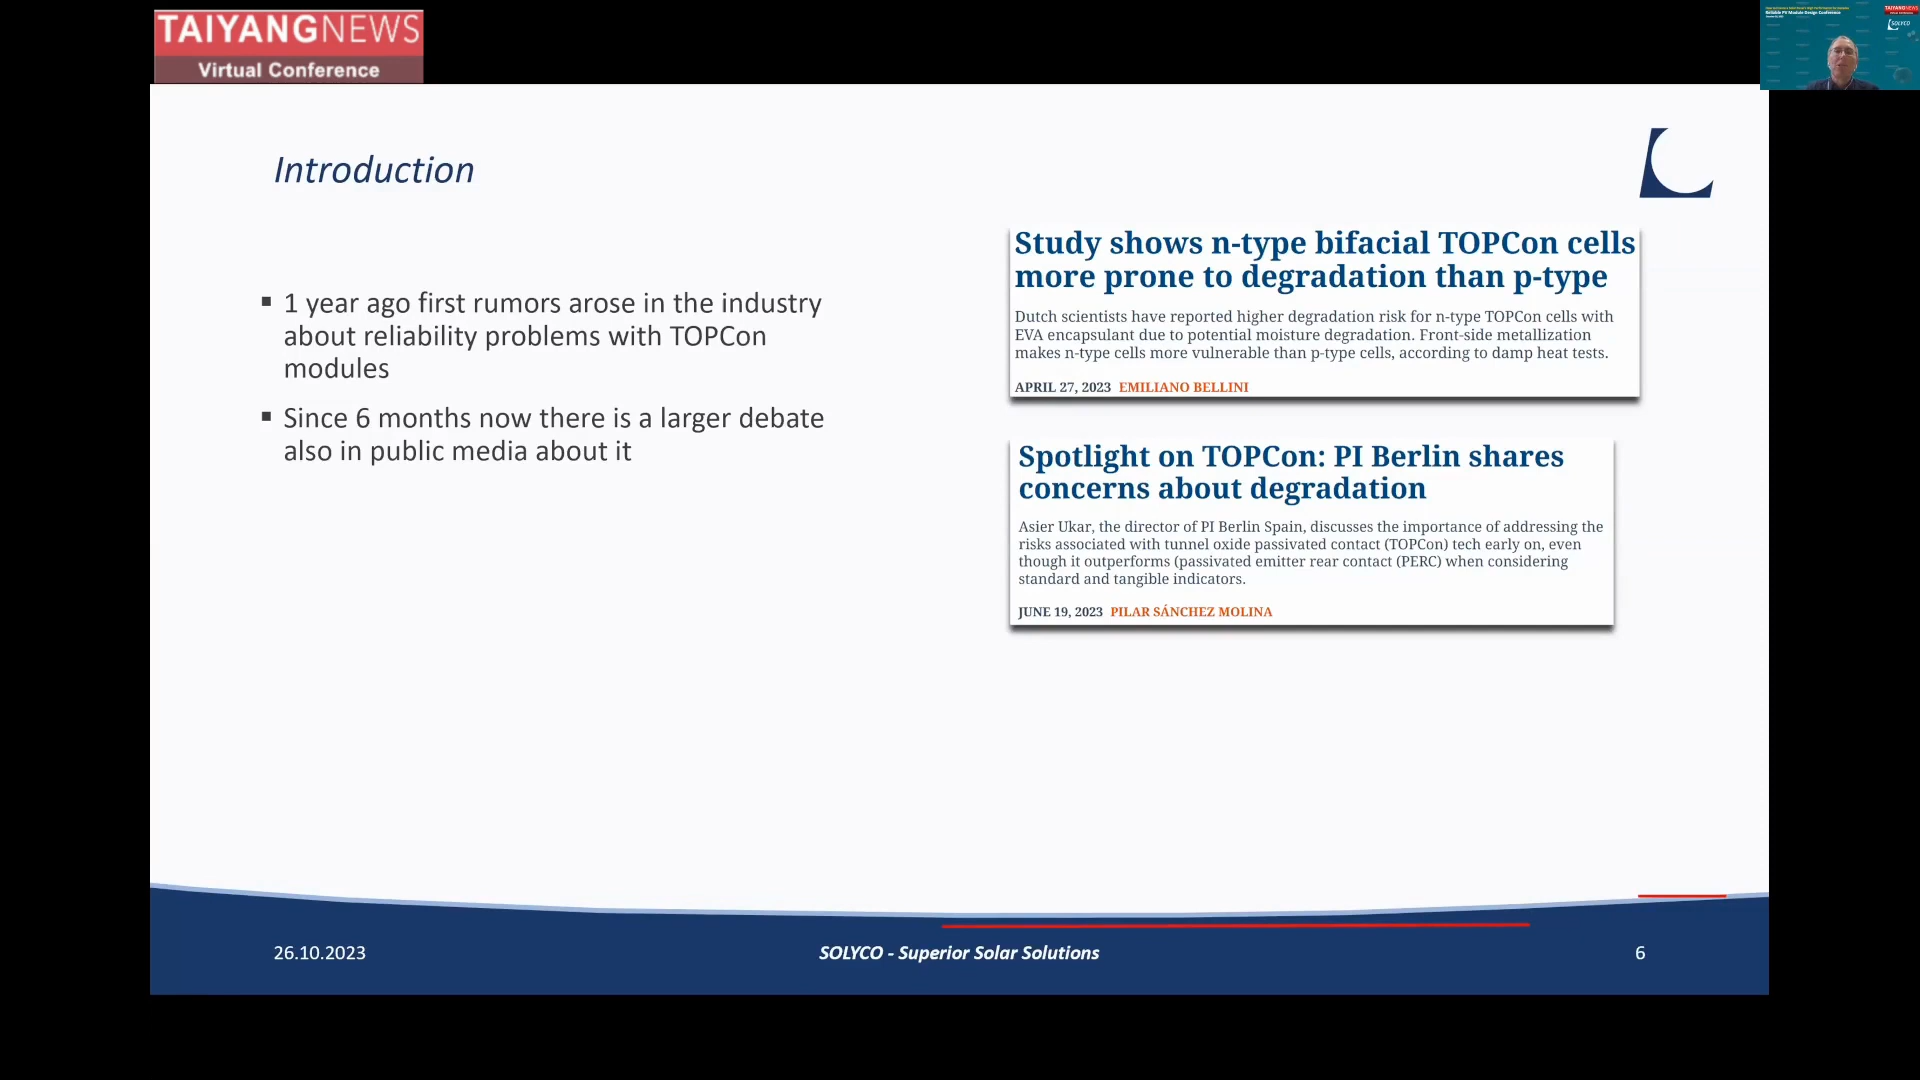 TAIYANGNEWS
Virtual Conference
Reliable PV Module Design Conference
TAIYANGNEWS
SOLYCO
Introduction
▪ 1 year ago first rumors arose in the industry
about reliability problems with TOPCon
modules
▪ Since 6 months now there is a larger debate
also in public media about it
Study shows n-type bifacial TOPCon cells
more prone to degradation than p-type
Dutch scientists have reported higher degradation risk for n-type TOPCon cells with
EVA encapsulant due to potential moisture degradation. Front-side metallization
makes n-type cells more vulnerable than p-type cells, according to damp heat tests.
APRIL 27, 2023 EMILIANO BELLINI
Spotlight on TOPCon: PI Berlin shares
concerns about degradation
Asier Ukar, the director of PI Berlin Spain, discusses the importance of addressing the
risks associated with tunnel oxide passivated contact (TOPCon) tech early on, even
though it outperforms (passivated emitter rear contact (PERC) when considering
standard and tangible indicators.
JUNE 19, 2023 PILAR SÁNCHEZ MOLINA
26.10.2023
SOLYCO - Superior Solar Solutions
6